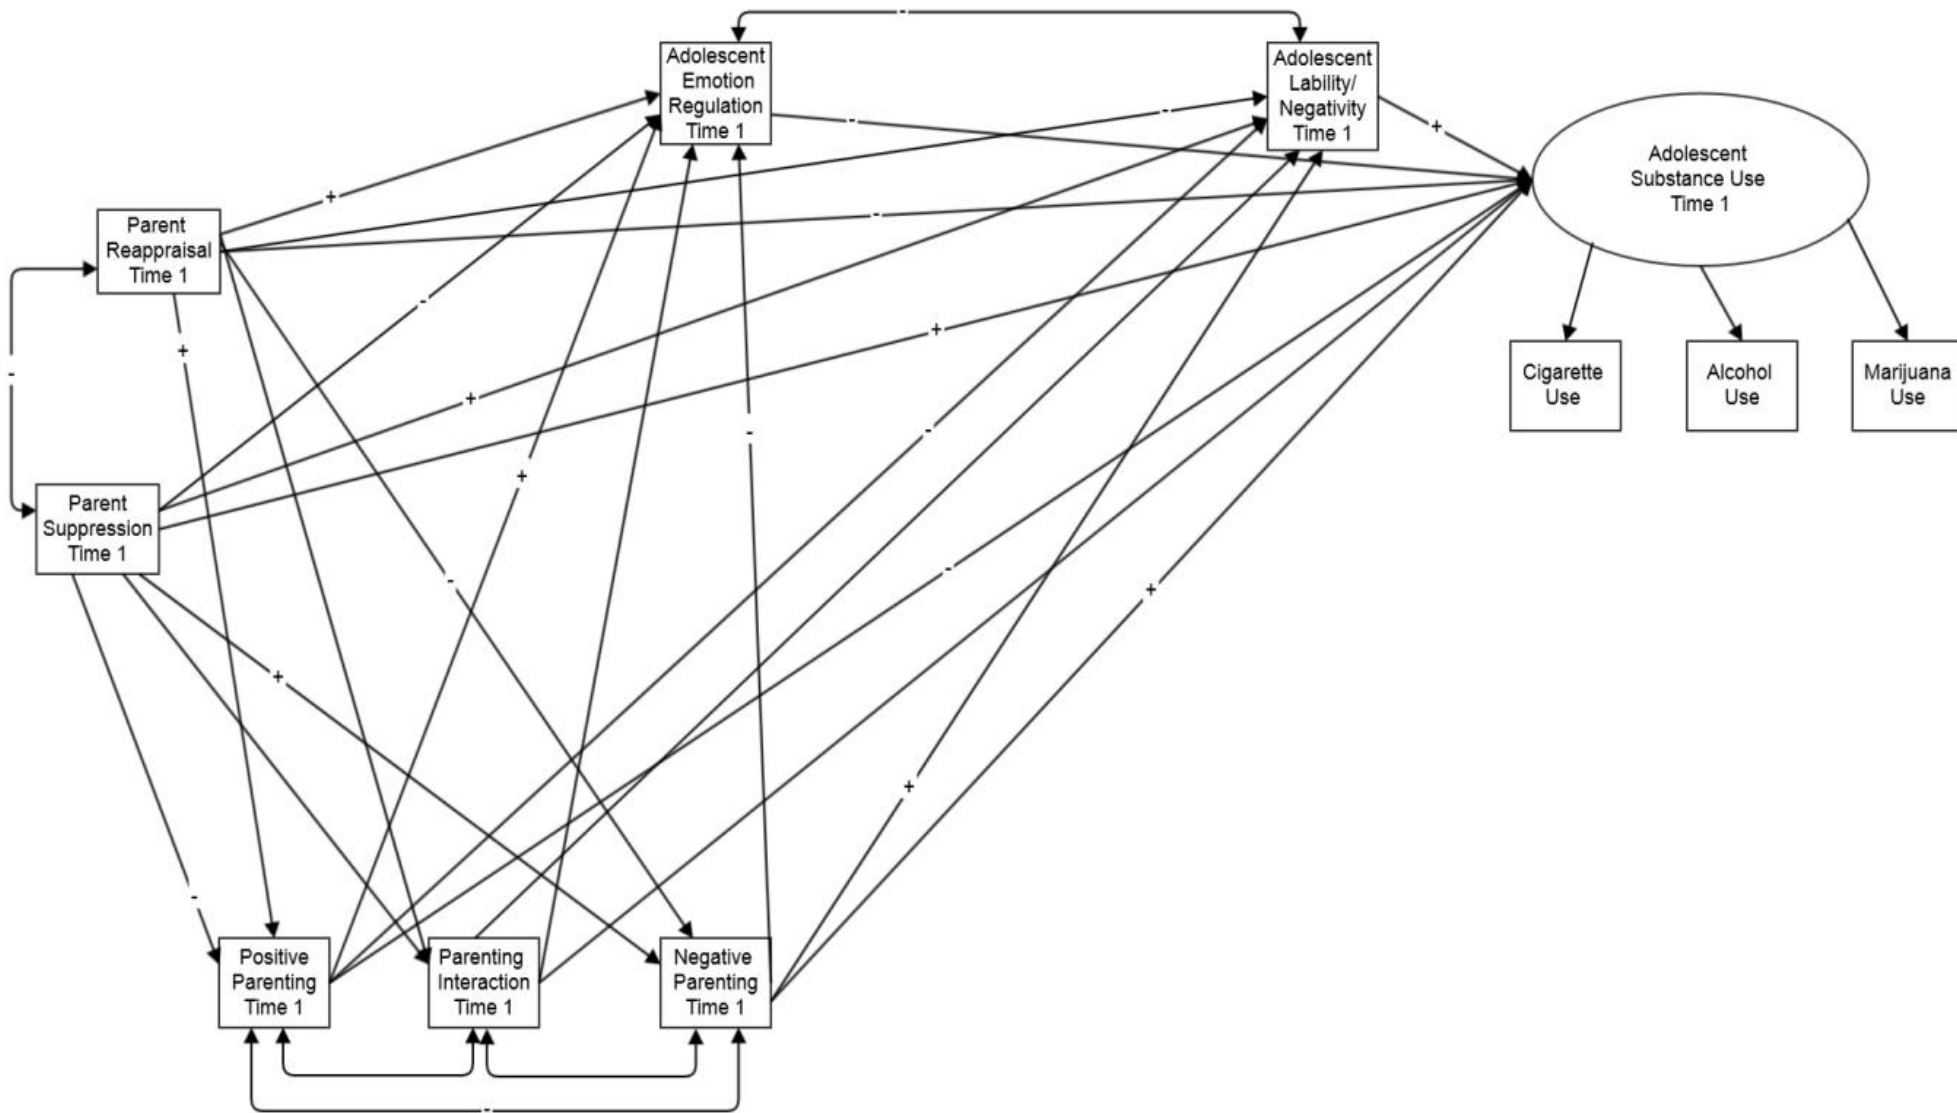 -
Adolescent
Emotion
Regulation
Time 1
Adolescent
Lability/
Negativity
Time 1
-
-
+
Adolescent
Substance Use
Time 1
+
-
Parent
Reappraisal
Time 1
-
+
+
-
Cigarette
Use
Alcohol
Use
Marijuana
Use
+
-
-
+
Parent
Suppression
Time 1
-
-
+
+
+
-
Positive
Parenting
Time 1
Parenting
Interaction
Time 1
Negative
Parenting
Time 1
-